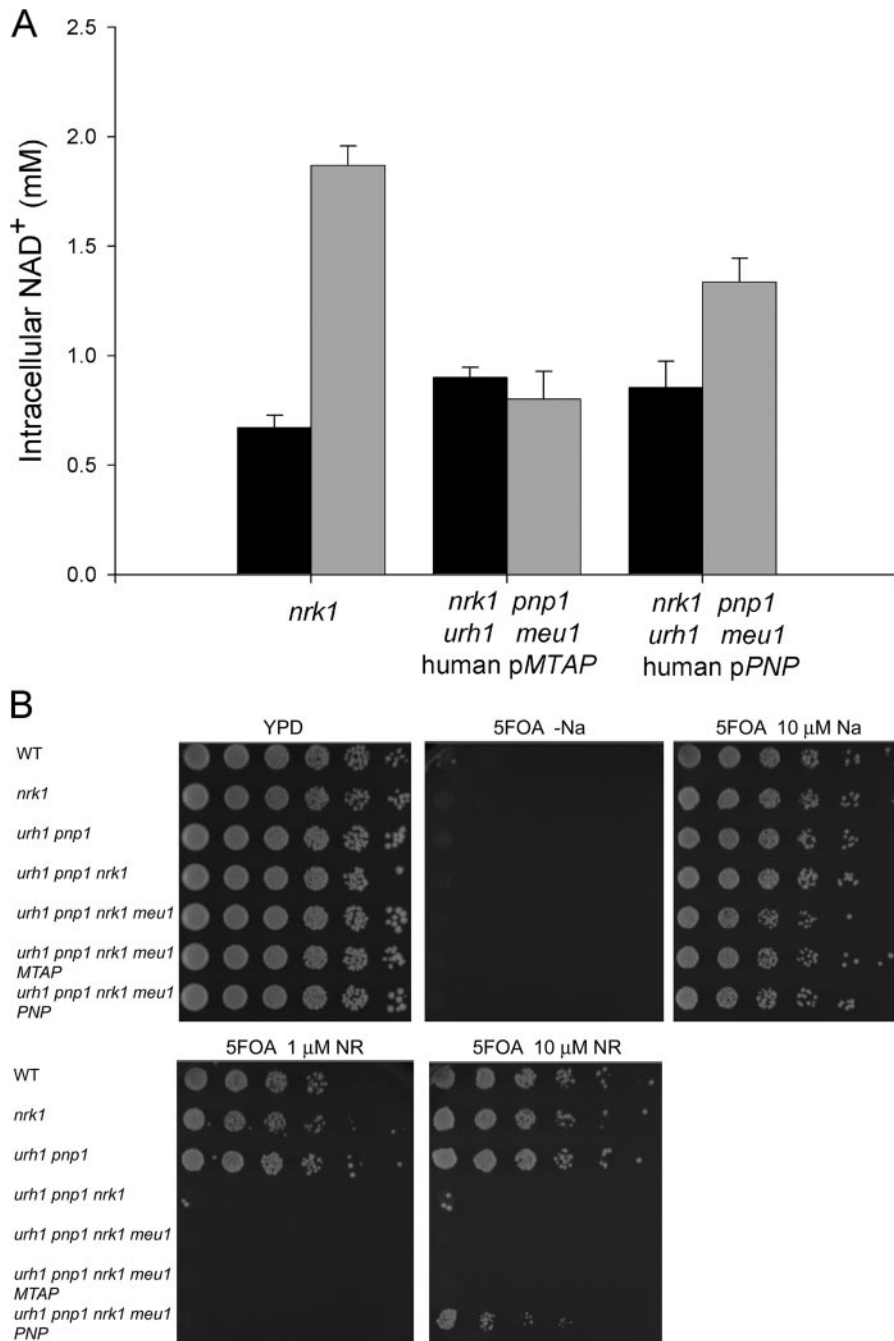 A
2.5
2.0
1.5
1.0
0.5
0.0
Intracellular NAD+ (mM)
nrk1
nrk1 pnp1
urh1 meu1
human pMTAP
nrk1 pnp1
urh1 meu1
human pPNP
B
YPD
5FOA -Na
5FOA 10 μM Na
WT
nrk1
urh1 pnp1
urh1 pnp1 nrk1
urh1 pnp1 nrk1 meu1
urh1 pnp1 nrk1 meu1
MTAP
urh1 pnp1 nrk1 meu1
PNP
5FOA 1 μM NR
5FOA 10 μM NR
WT
nrk1
urh1 pnp1
urh1 pnp1 nrk1
urh1 pnp1 nrk1 meu1
urh1 pnp1 nrk1 meu1
MTAP
urh1 pnp1 nrk1 meu1
PNP